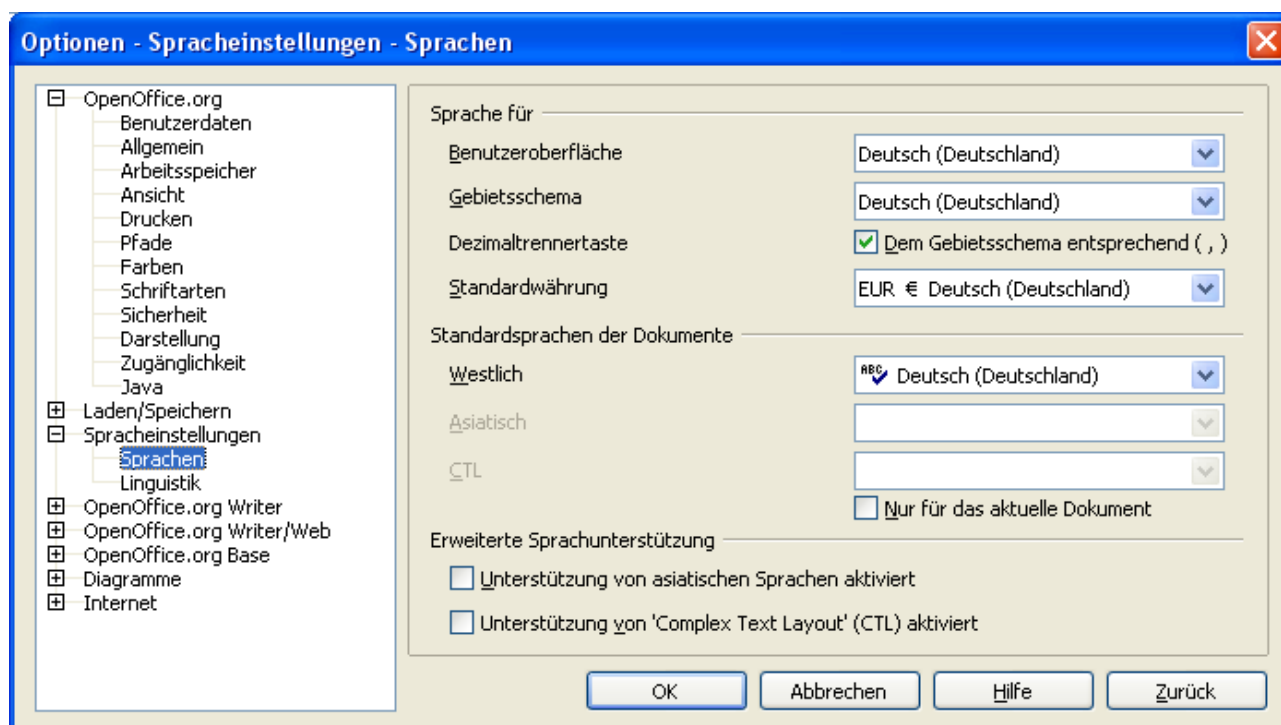 Optionen - Spracheinstellungen - Sprachen
OpenOffice.org
Benutzerdaten
Allgemein
Arbeitsspeicher
Ansicht
Drucken
Pfade
Farben
Schriftarten
Sicherheit
Darstellung
Zugänglichkeit
Java
Laden/Speichern
Spracheinstellungen
Sprachen
Linguistik
OpenOffice.org Writer
OpenOffice.org Writer/Web
OpenOffice.org Base
Diagramme
Internet
Sprache für
Benutzeroberfläche Deutsch (Deutschland)
Gebietsschema Deutsch (Deutschland)
Dezimaltrennertaste Dem Gebietsschema entsprechend ( , )
Standardwährung EUR € Deutsch (Deutschland)
Standardsprachen der Dokumente
Westlich ABC Deutsch (Deutschland)
Asiatisch
CTL
Nur für das aktuelle Dokument
Erweiterte Sprachunterstützung
Unterstützung von asiatischen Sprachen aktiviert
Unterstützung von 'Complex Text Layout' (CTL) aktiviert
OK Abbrechen Hilfe Zurück